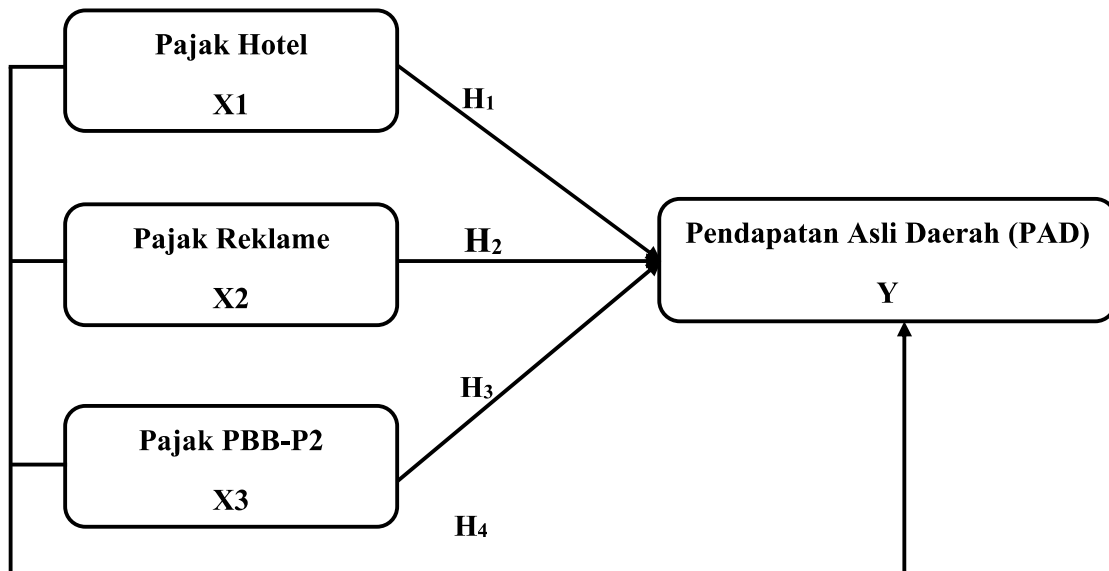 Pajak Hotel
X1
H1
Pajak Reklame
X2
H2
Pendapatan Asli Daerah (PAD)
Y
H3
Pajak PBB-P2
X3
H4